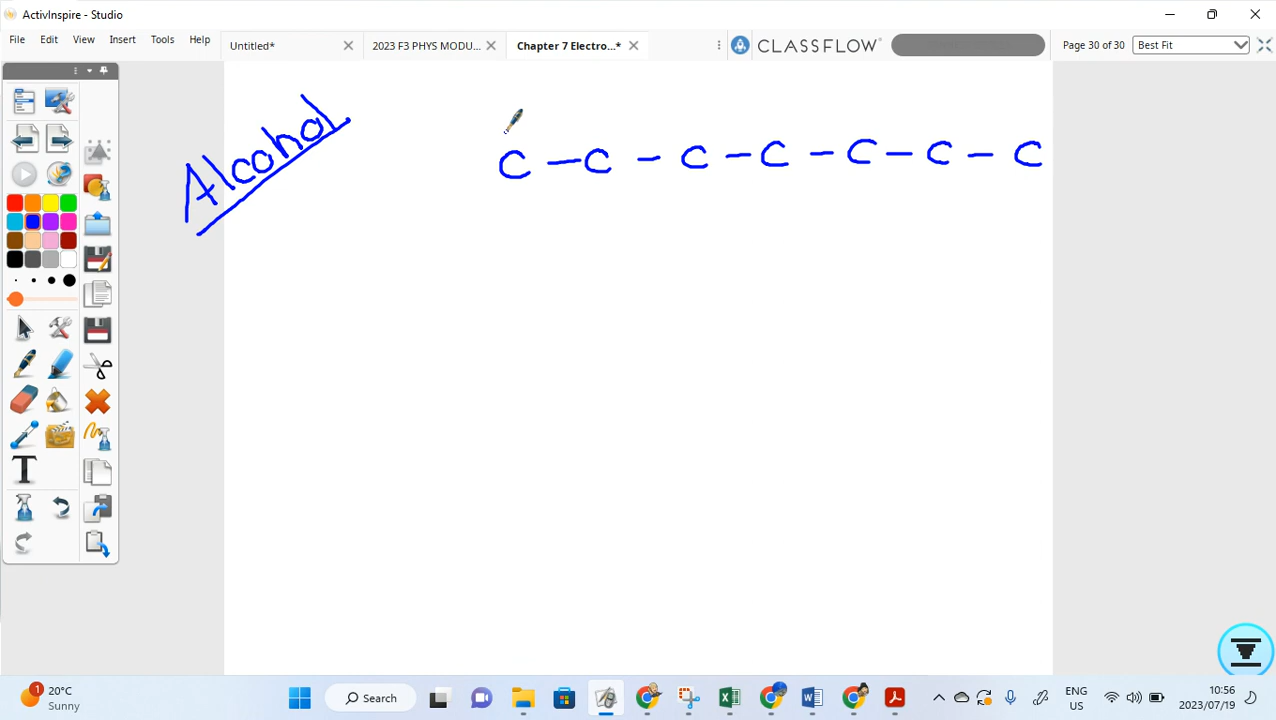 ActivInspire - Studio
File Edit View Insert Tools Help
Untitled*
2023 F3 PHYS MODU...
Chapter 7 Electro...*
CLASSFLOW
Page 30 of 30
Best Fit
Alcohol
C - C - C - C - C - C - C
T
1
20°C
Sunny
Search
ENG
US
10:56
2023/07/19